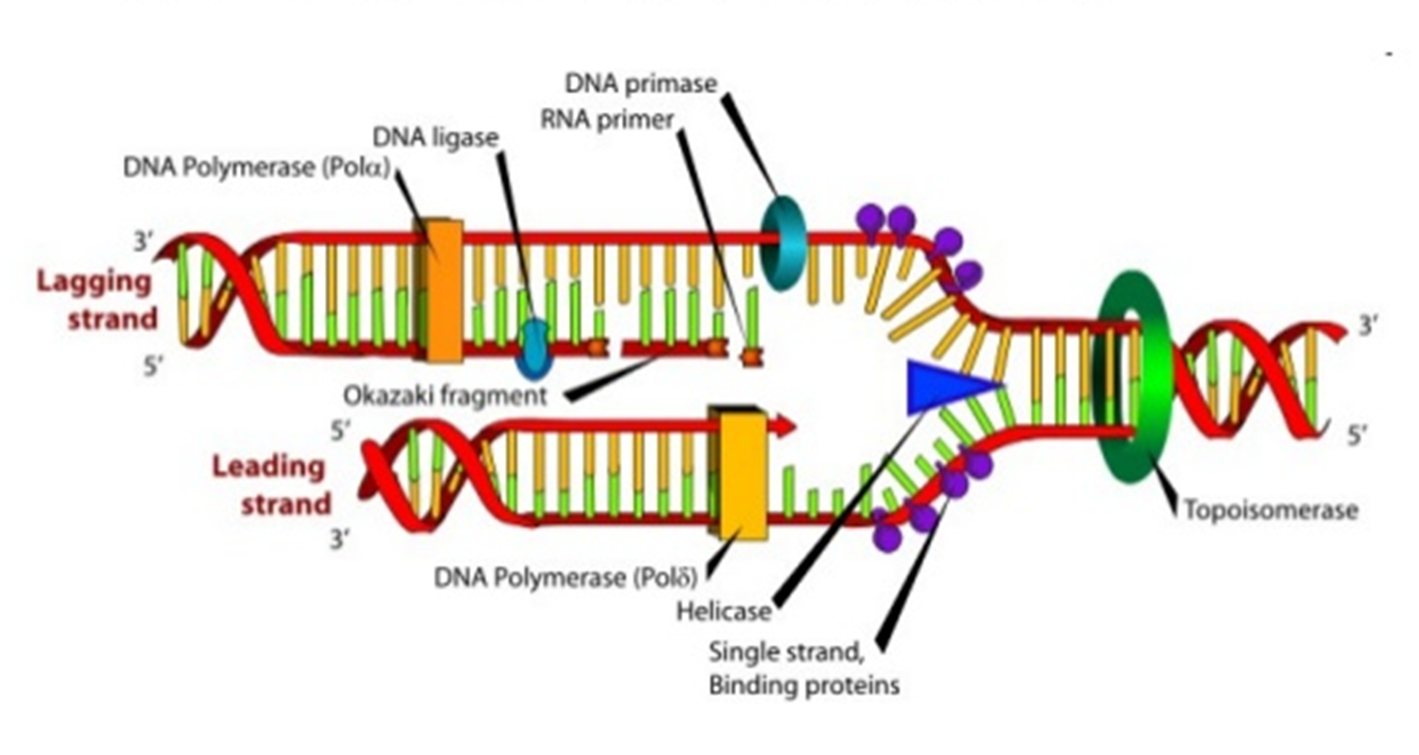 DNA primase
RNA primer
DNA ligase
DNA Polymerase (Polα)
3′
Lagging
strand
5′
Okazaki fragment
3′
5′
5′
Leading
strand
3′
Topoisomerase
DNA Polymerase (Polδ)
Helicase
Single strand,
Binding proteins